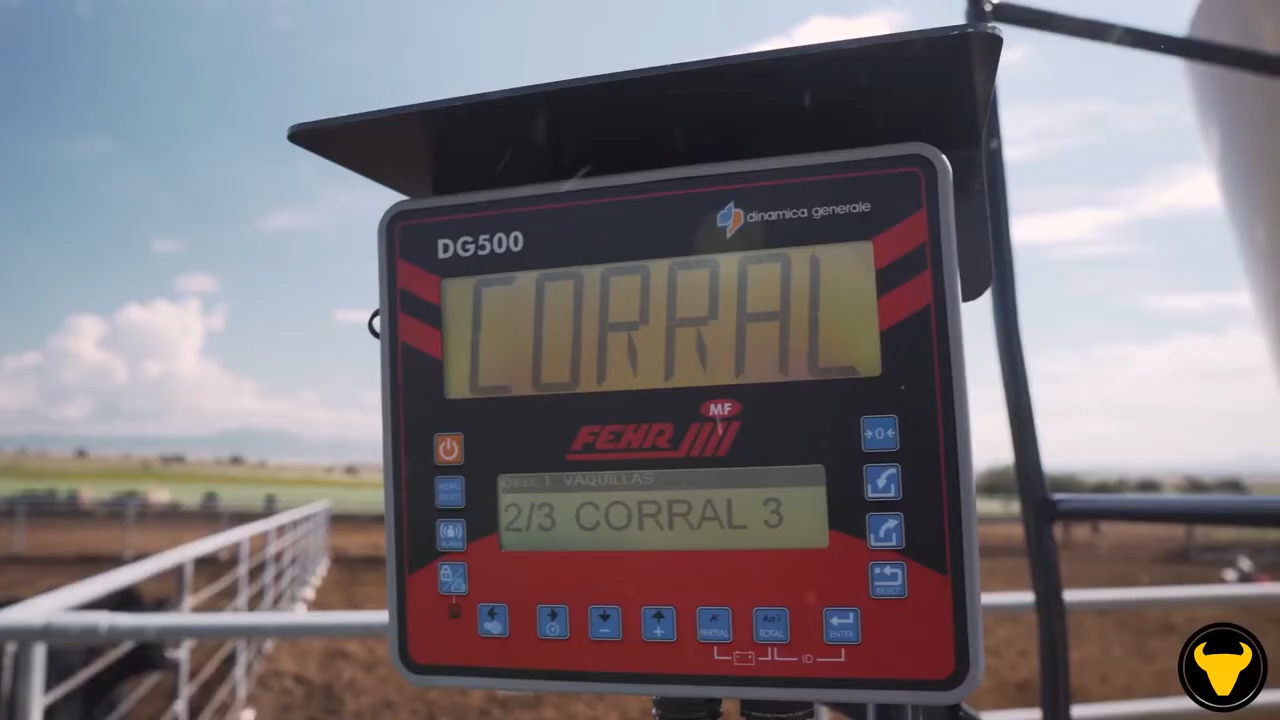 DG500
dinamica generale
CORRAL
MF
FEHR
Desc.1 VAQUILLAS
2/3 CORRAL 3
→0←
MENU
RESET
PARTIAL
TOTAL
ENTER
ID